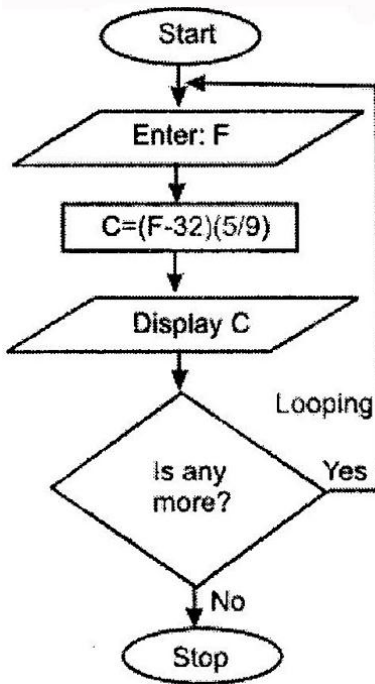 Start
Enter: F
C=(F-32)(5/9)
Display C
Looping
Is any
more?
Yes
No
Stop